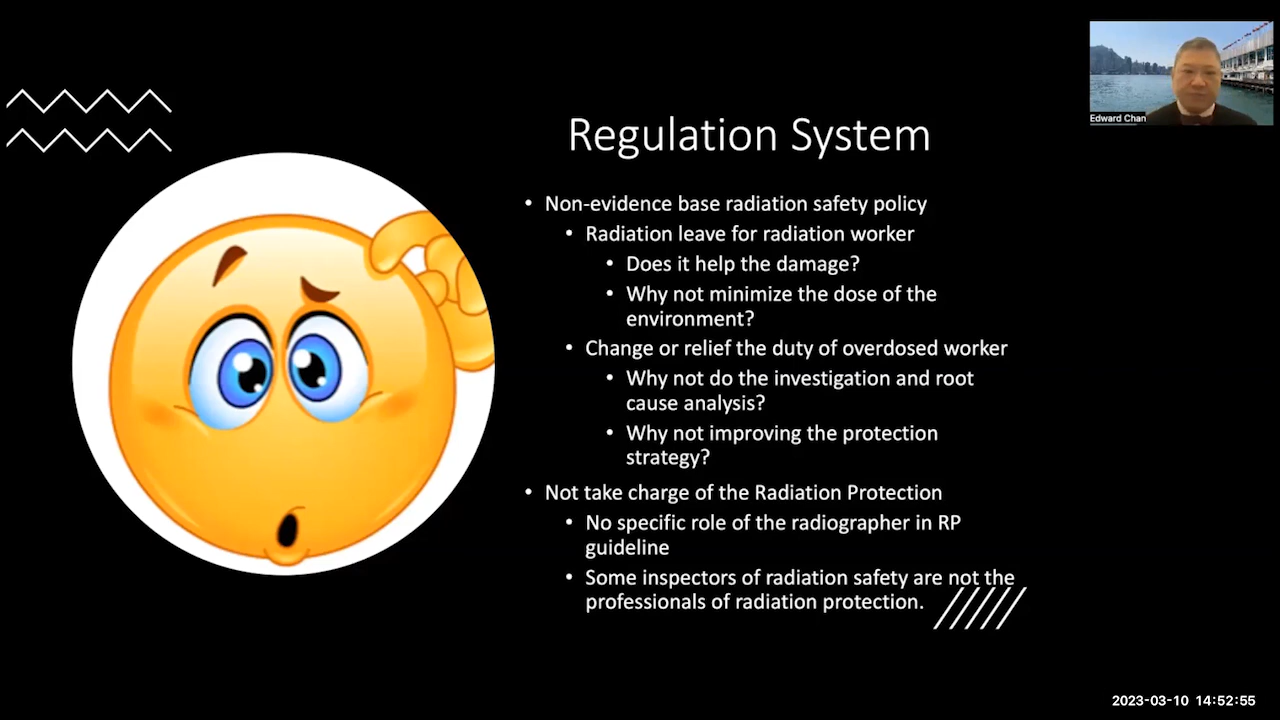 Edward Chan
Regulation System
• Non-evidence base radiation safety policy
• Radiation leave for radiation worker
• Does it help the damage?
• Why not minimize the dose of the
environment?
• Change or relief the duty of overdosed worker
• Why not do the investigation and root
cause analysis?
• Why not improving the protection
strategy?
• Not take charge of the Radiation Protection
• No specific role of the radiographer in RP
guideline
• Some inspectors of radiation safety are not the
professionals of radiation protection.
2023-03-10 14:52:55